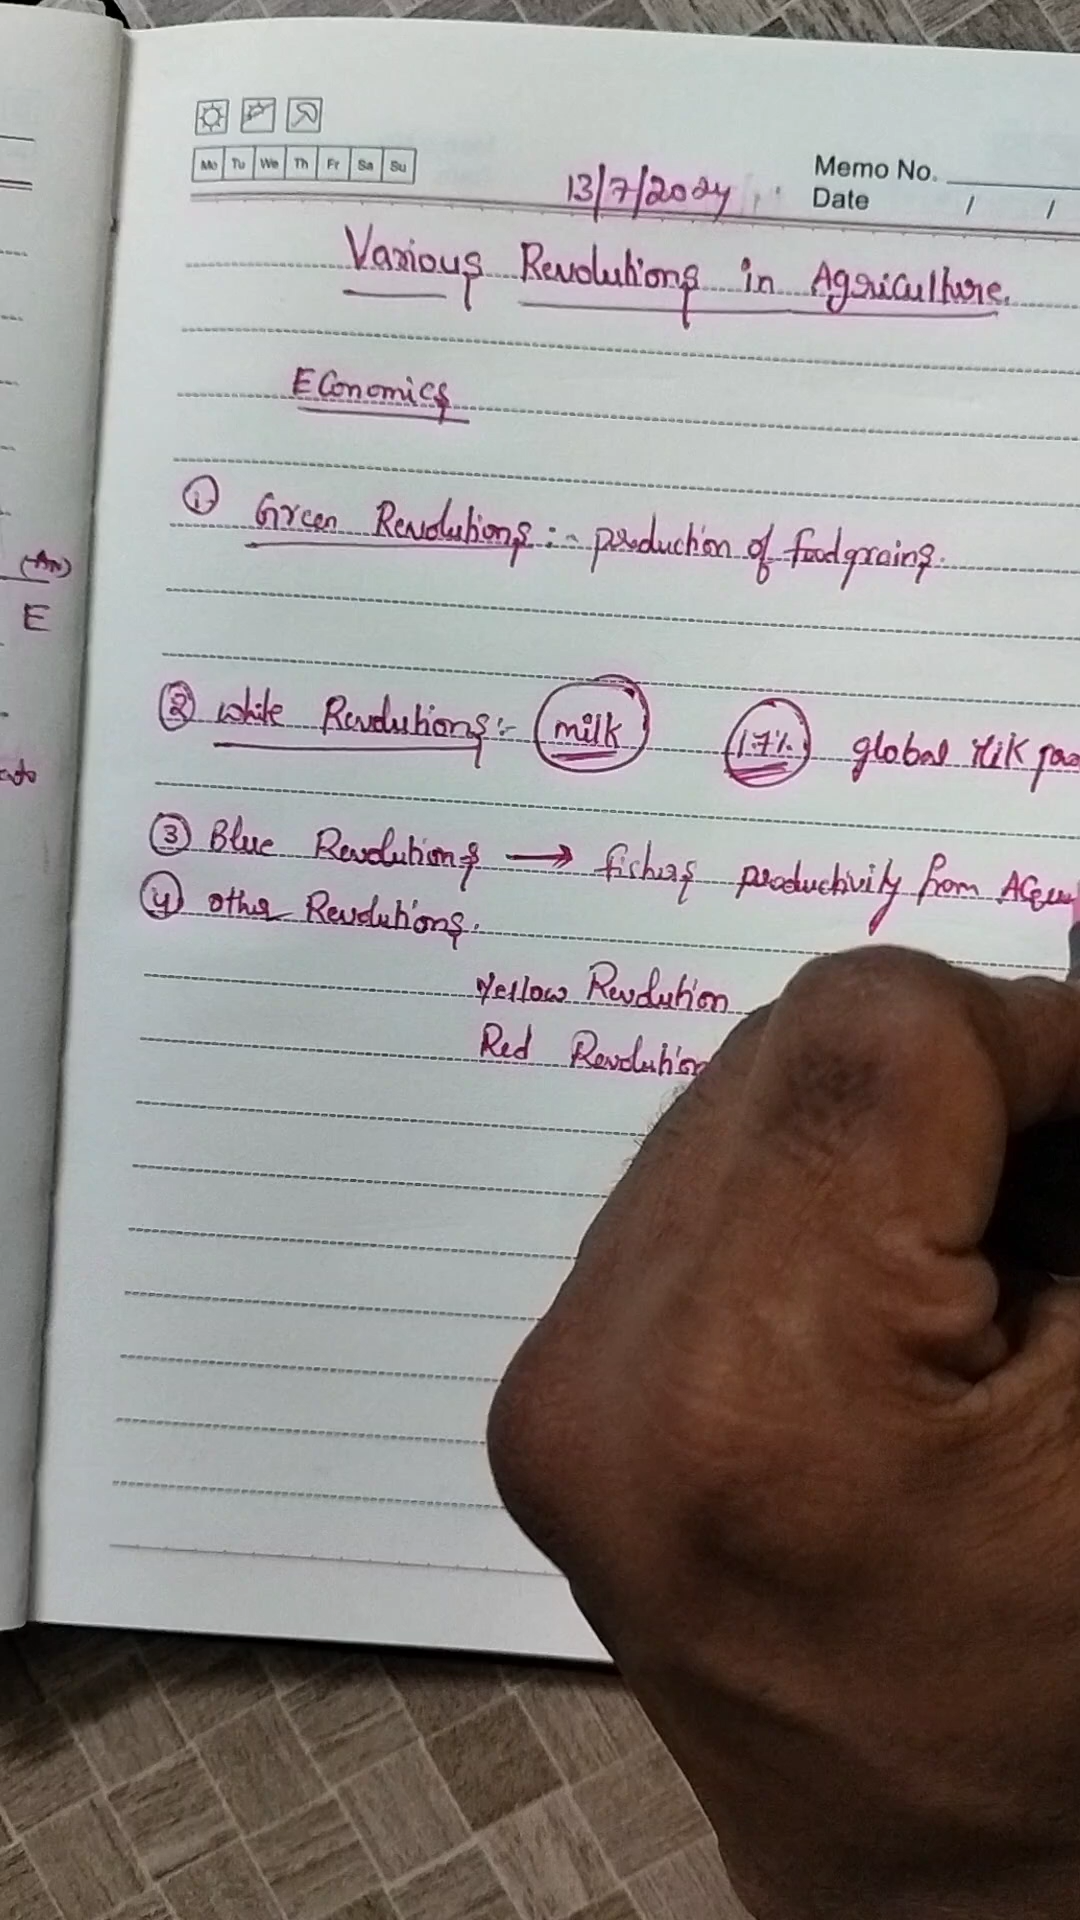 Mo Tu We Th Fr Sa Su
Memo No.
13/7/2024
Date / /
Various Revolutions in Agriculture.
Economics
① Green Revolutions :- production of foodgrains.
(An)
E
② white Revolutions:- milk 17% global
③ Blue Revolutions → fishers productivity from
④ other Revolutions.
Yellow Revolution
Red Revolution